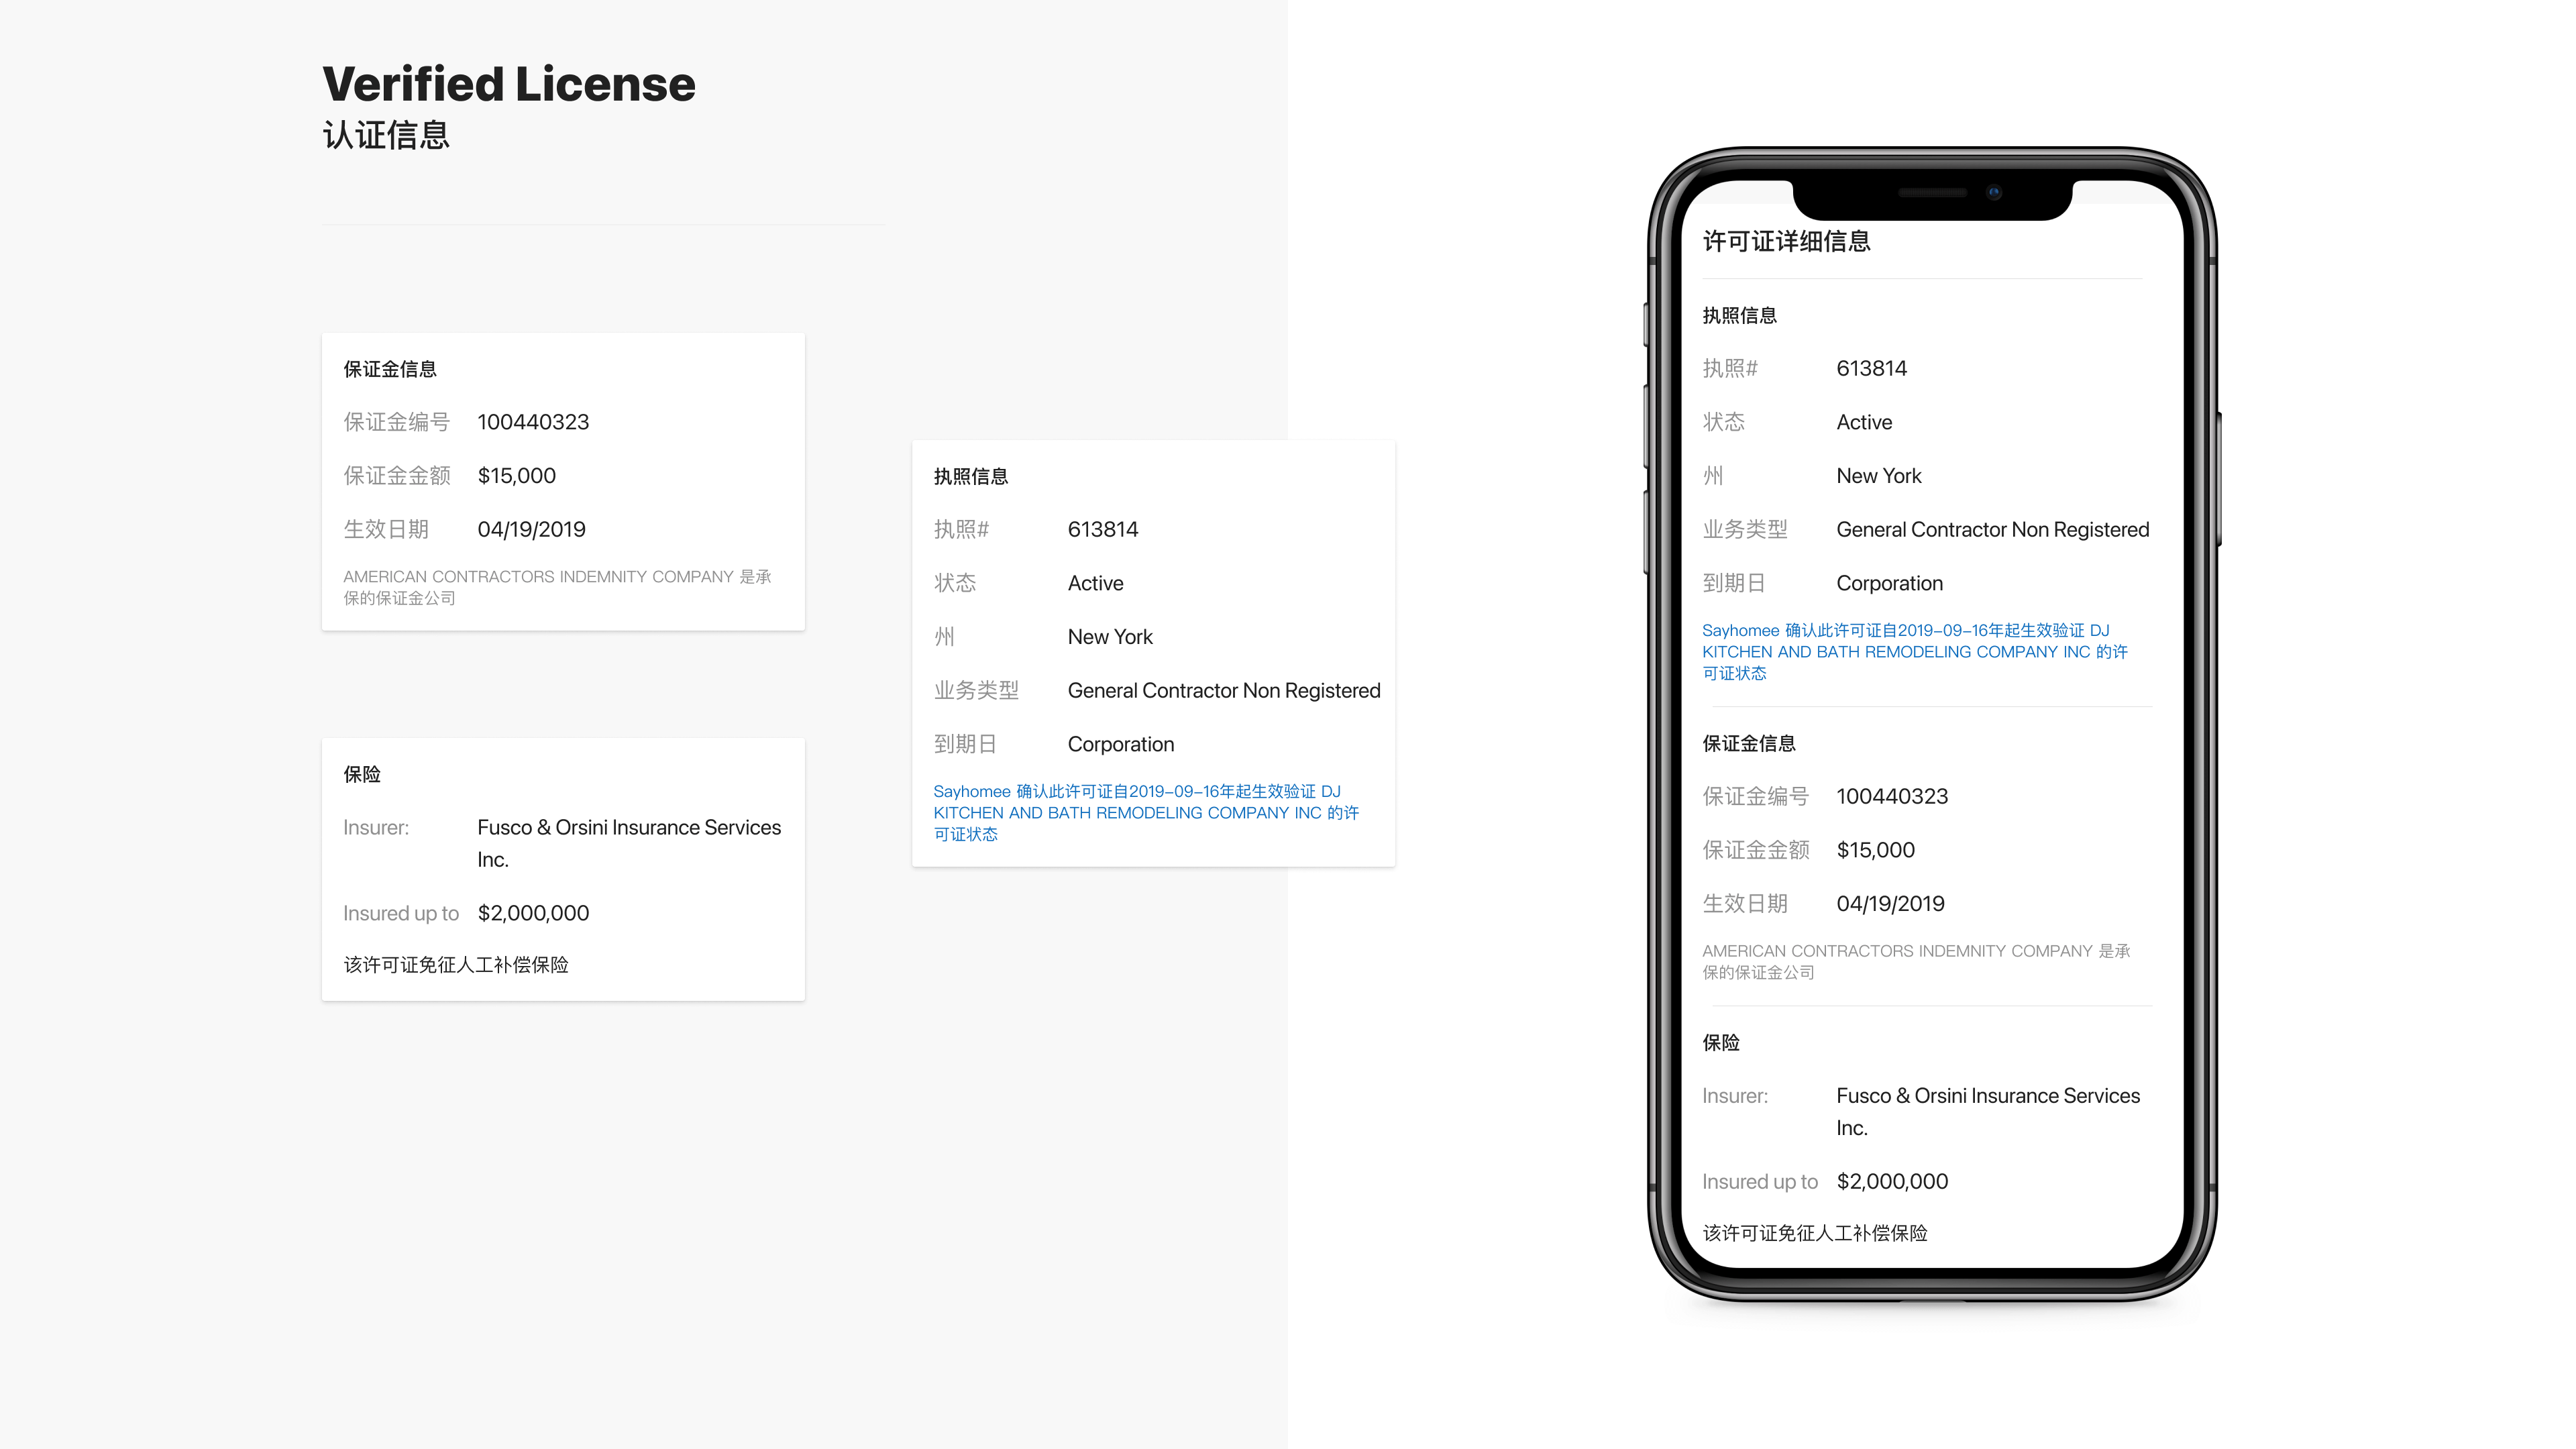 Verified License
认证信息
保证金信息
保证金编号 100440323
保证金金额 $15,000
生效日期 04/19/2019
AMERICAN CONTRACTORS INDEMNITY COMPANY 是承
保的保证金公司
保险
Insurer: Fusco & Orsini Insurance Services
Inc.
Insured up to $2,000,000
该许可证免征人工补偿保险
执照信息
执照# 613814
状态 Active
州 New York
业务类型 General Contractor Non Registered
到期日 Corporation
Sayhomee 确认此许可证自2019-09-16年起生效验证 DJ
KITCHEN AND BATH REMODELING COMPANY INC 的许
可证状态
许可证详细信息
执照信息
执照# 613814
状态 Active
州 New York
业务类型 General Contractor Non Registered
到期日 Corporation
Sayhomee 确认此许可证自2019-09-16年起生效验证 DJ
KITCHEN AND BATH REMODELING COMPANY INC 的许
可证状态
保证金信息
保证金编号 100440323
保证金金额 $15,000
生效日期 04/19/2019
AMERICAN CONTRACTORS INDEMNITY COMPANY 是承
保的保证金公司
保险
Insurer: Fusco & Orsini Insurance Services
Inc.
Insured up to $2,000,000
该许可证免征人工补偿保险